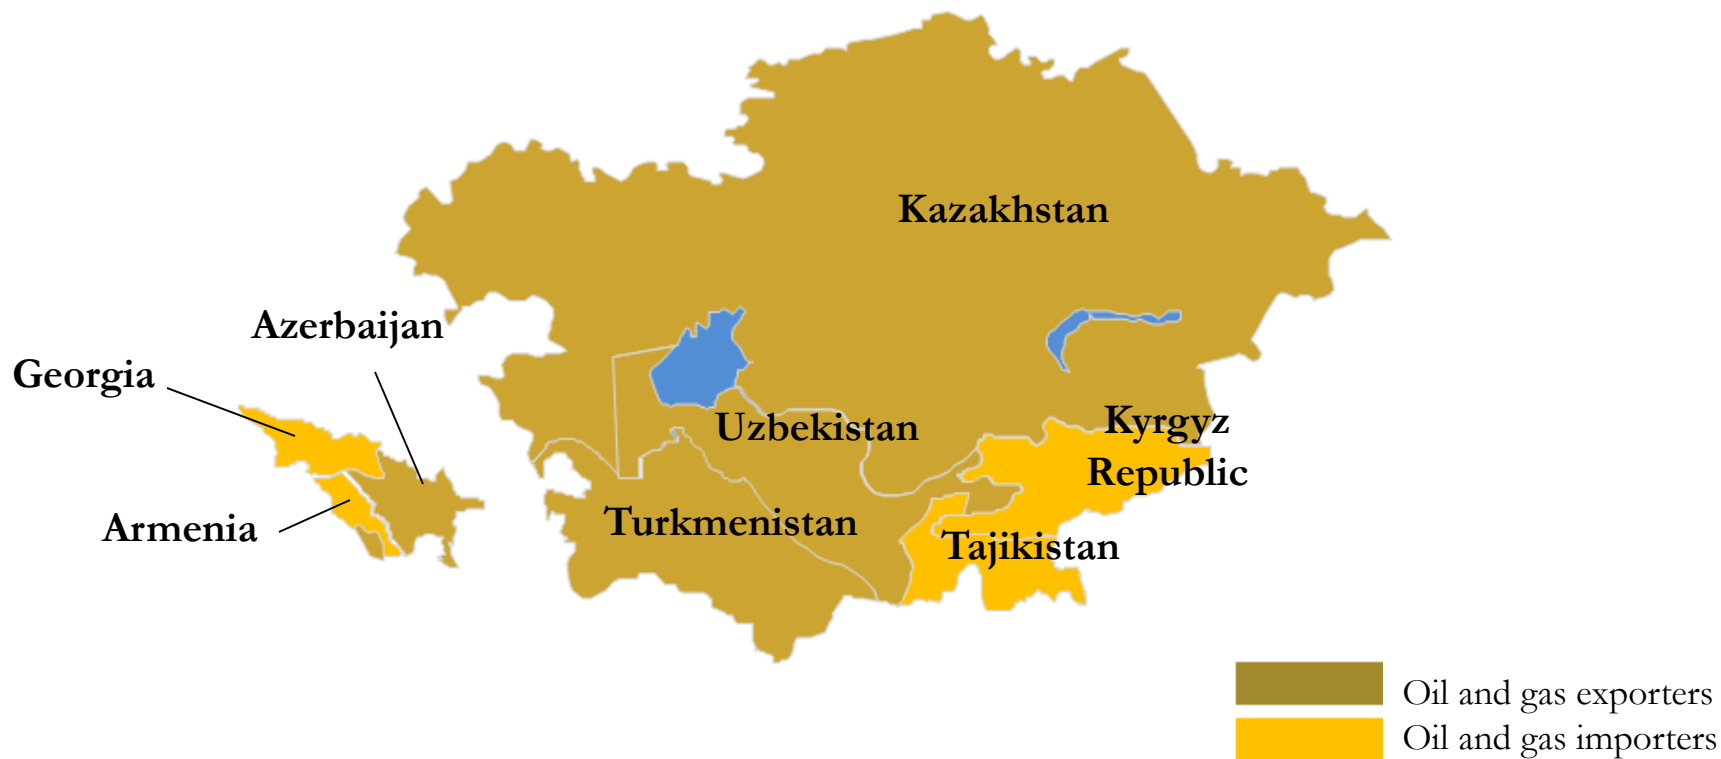 Kazakhstan
Azerbaijan
Georgia
Kyrgyz
Republic
Uzbekistan
Turkmenistan
Armenia
Tajikistan
Oil and gas exporters
Oil and gas importers